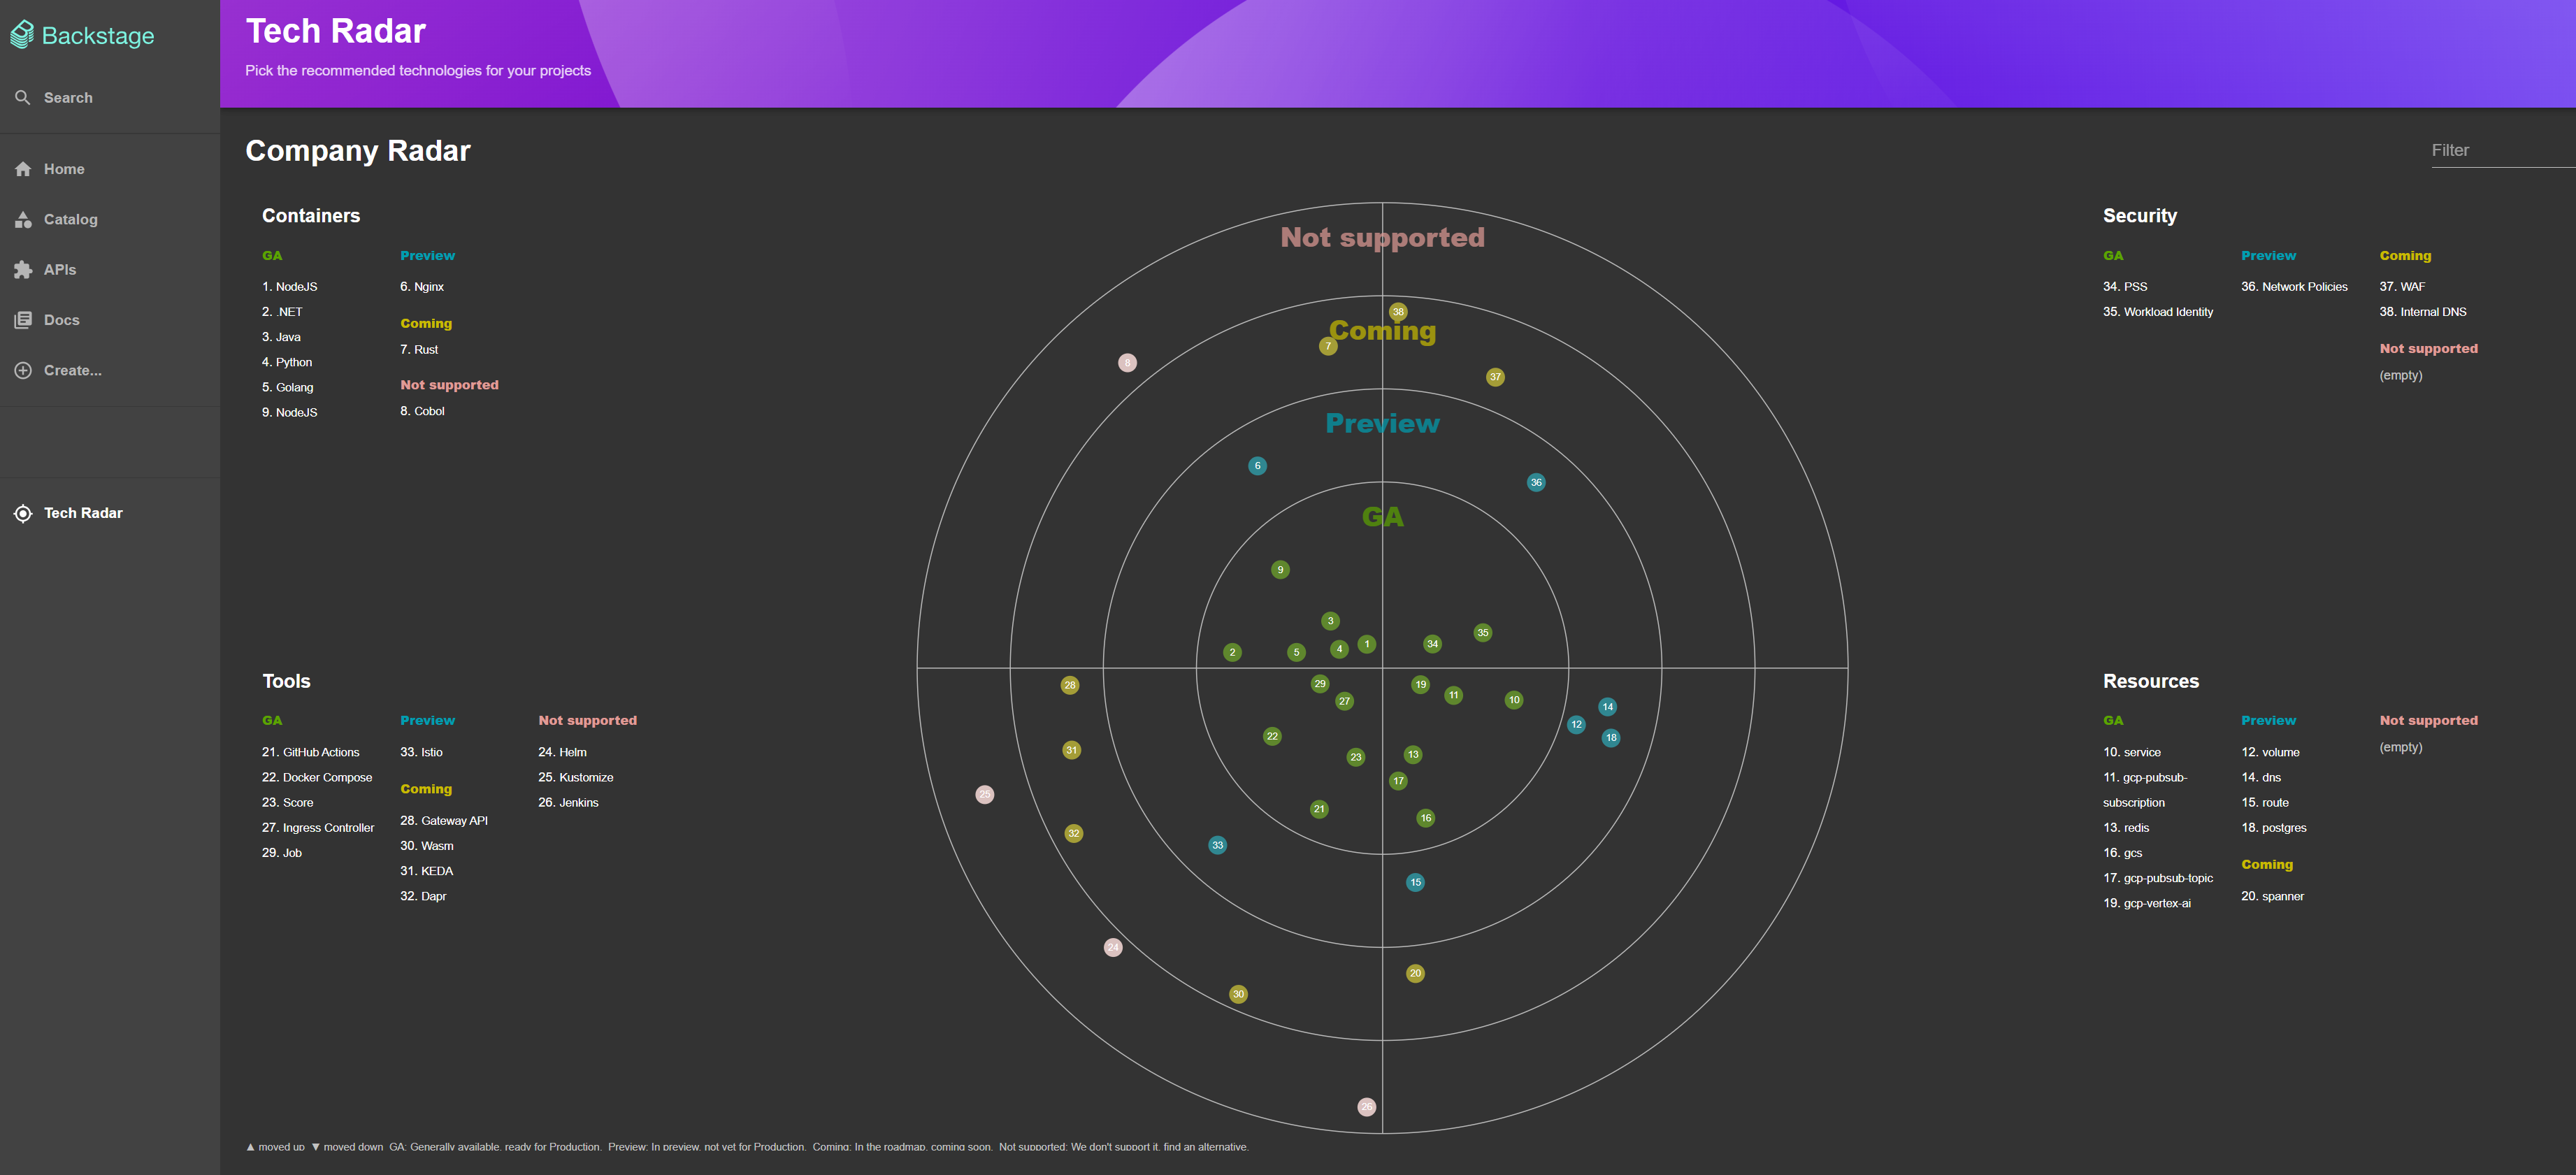 Backstage
Search
Home
Catalog
APIs
Docs
Create...
Tech Radar
Tech Radar
Pick the recommended technologies for your projects
Company Radar
Filter
Containers
GA
1. NodeJS
2. .NET
3. Java
4. Python
5. Golang
9. NodeJS
Preview
6. Nginx
Coming
7. Rust
Not supported
8. Cobol
Tools
GA
21. GitHub Actions
22. Docker Compose
23. Score
27. Ingress Controller
29. Job
Preview
33. Istio
Coming
28. Gateway API
30. Wasm
31. KEDA
32. Dapr
Not supported
24. Helm
25. Kustomize
26. Jenkins
Not supported
38
Coming
7
8
37
Preview
6
36
GA
9
3
35
1
34
4
2
5
29
19
28
11
10
27
14
12
22
18
31
13
23
17
25
21
16
32
33
15
24
20
30
26
Security
GA
34. PSS
35. Workload Identity
Preview
36. Network Policies
Coming
37. WAF
38. Internal DNS
Not supported
(empty)
Resources
GA
10. service
11. gcp-pubsub-
subscription
13. redis
16. gcs
17. gcp-pubsub-topic
19. gcp-vertex-ai
Preview
12. volume
14. dns
15. route
18. postgres
Coming
20. spanner
Not supported
(empty)
▲ moved up ▼ moved down GA: Generally available, ready for Production. Preview: In preview, not yet for Production. Coming: In the roadmap, coming soon. Not supported: We don't support it, find an alternative.